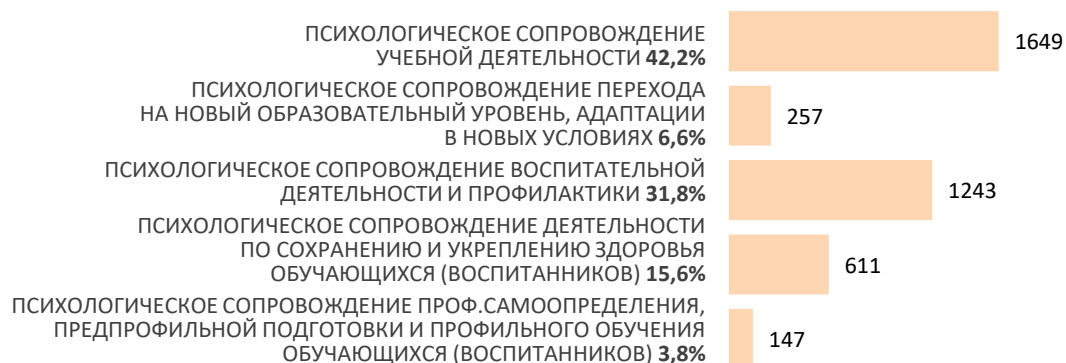 ПСИХОЛОГИЧЕСКОЕ СОПРОВОЖДЕНИЕ
УЧЕБНОЙ ДЕЯТЕЛЬНОСТИ 42,2%
1649
ПСИХОЛОГИЧЕСКОЕ СОПРОВОЖДЕНИЕ ПЕРЕХОДА
НА НОВЫЙ ОБРАЗОВАТЕЛЬНЫЙ УРОВЕНЬ, АДАПТАЦИИ
В НОВЫХ УСЛОВИЯХ 6,6%
257
ПСИХОЛОГИЧЕСКОЕ СОПРОВОЖДЕНИЕ ВОСПИТАТЕЛЬНОЙ
ДЕЯТЕЛЬНОСТИ И ПРОФИЛАКТИКИ 31,8%
1243
ПСИХОЛОГИЧЕСКОЕ СОПРОВОЖДЕНИЕ ДЕЯТЕЛЬНОСТИ
ПО СОХРАНЕНИЮ И УКРЕПЛЕНИЮ ЗДОРОВЬЯ
ОБУЧАЮЩИХСЯ (ВОСПИТАННИКОВ) 15,6%
611
ПСИХОЛОГИЧЕСКОЕ СОПРОВОЖДЕНИЕ ПРОФ.САМООПРЕДЕЛЕНИЯ,
ПРЕДПРОФИЛЬНОЙ ПОДГОТОВКИ И ПРОФИЛЬНОГО ОБУЧЕНИЯ
ОБУЧАЮЩИХСЯ (ВОСПИТАННИКОВ) 3,8%
147